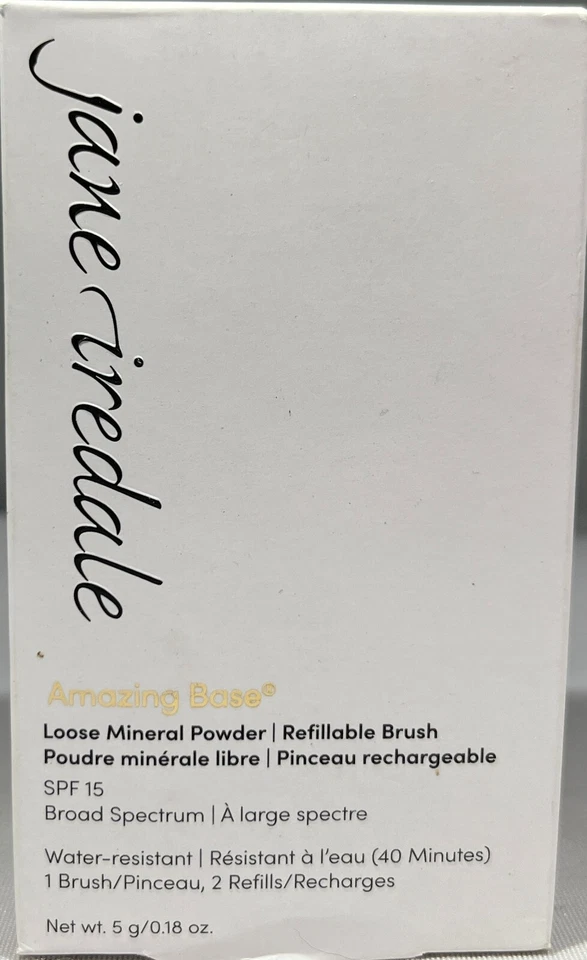 jane iredale
Amazing Base®
Loose Mineral Powder | Refillable Brush
Poudre minérale libre | Pinceau rechargeable
SPF 15
Broad Spectrum | À large spectre
Water-resistant | Résistant à l'eau (40 Minutes)
1 Brush/Pinceau, 2 Refills/Recharges
Net wt. 5 g/0.18 oz.